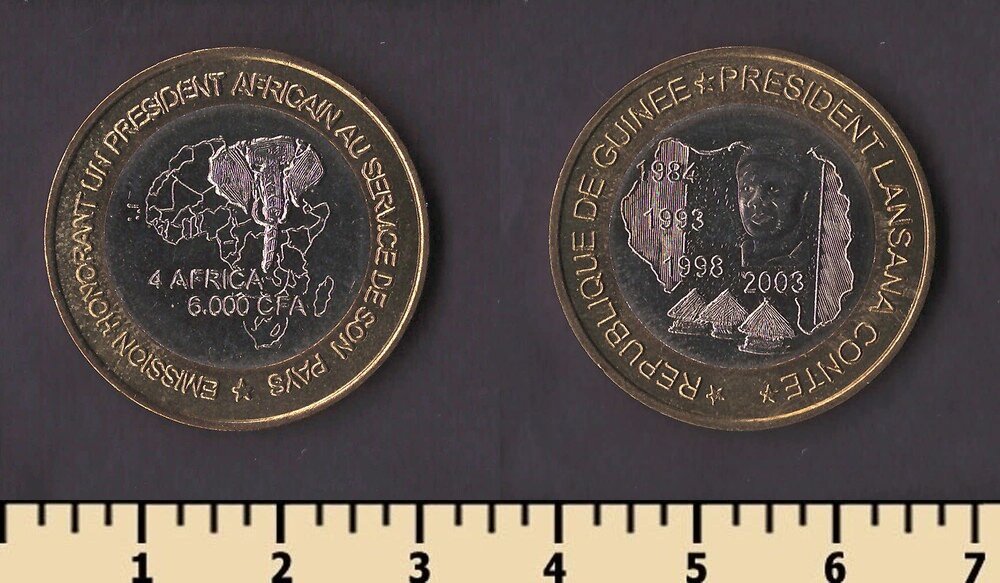 EMISSION HONORANT UN PRESIDENT AFRICAIN AU SERVICE DE SON PAYS
4 AFRICA
6.000 CFA
REPUBLIQUE DE GUINEE ★ PRESIDENT LANSANA CONTE ★ ★
1984
1993
1998 2003
1 2 3 4 5 6 7